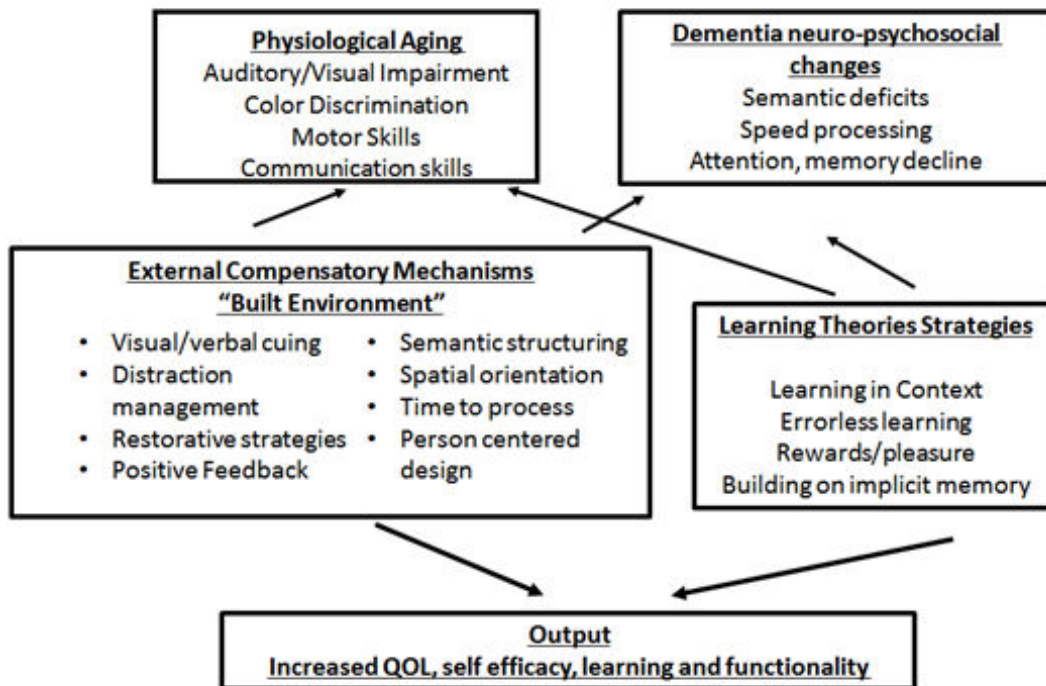 Physiological Aging
Auditory/Visual Impairment
Color Discrimination
Motor Skills
Communication skills
Dementia neuro-psychosocial
changes
Semantic deficits
Speed processing
Attention, memory decline
External Compensatory Mechanisms
“Built Environment”
• Visual/verbal cuing
• Distraction
management
• Restorative strategies
• Positive Feedback
• Semantic structuring
• Spatial orientation
• Time to process
• Person centered
design
Learning Theories Strategies
Learning in Context
Errorless learning
Rewards/pleasure
Building on implicit memory
Output
Increased QOL, self efficacy, learning and functionality